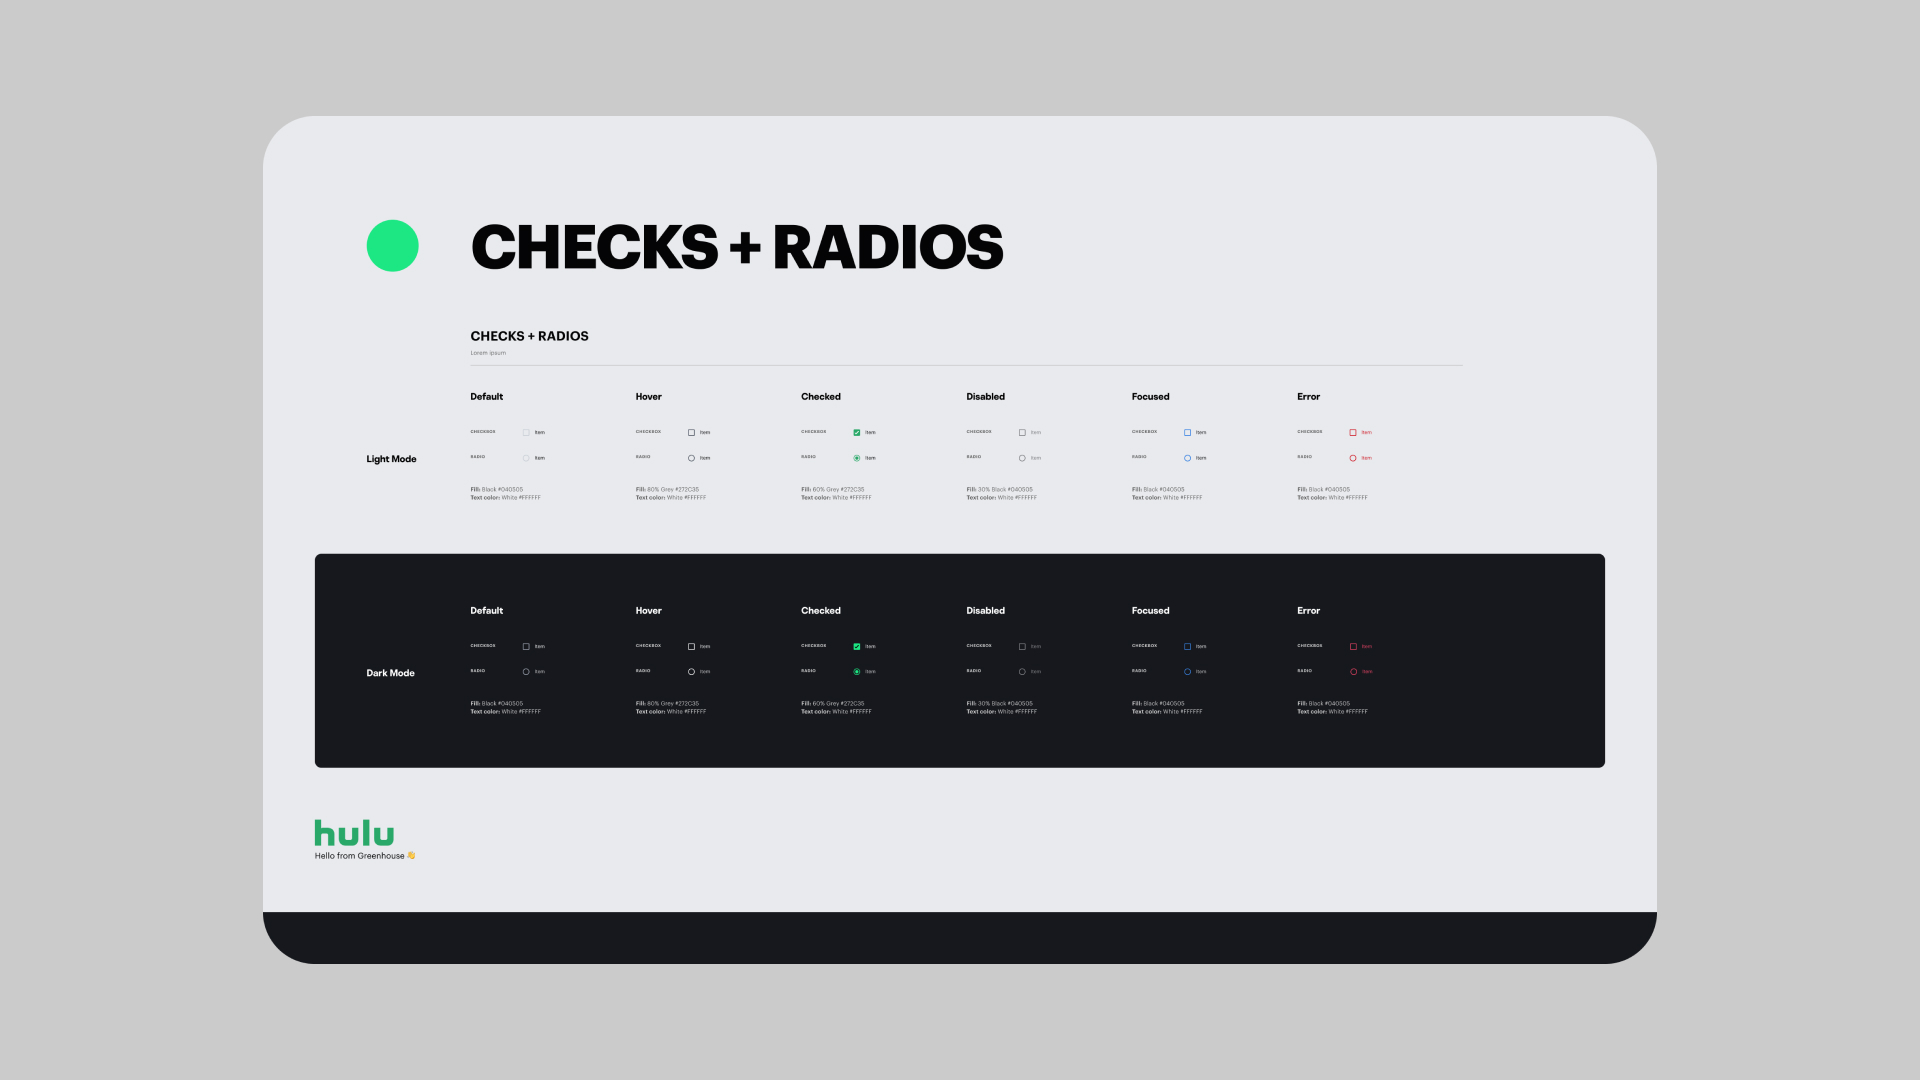 CHECKS + RADIOS
CHECKS + RADIOS
Lorem ipsum
Default Hover Checked Disabled Focused Error
CHECKBOX Item CHECKBOX Item CHECKBOX Item CHECKBOX Item CHECKBOX Item CHECKBOX Item
Light Mode
RADIO Item RADIO Item RADIO Item RADIO Item RADIO Item RADIO Item
Fill: Black #040505 Fill: 80% Grey #272C35 Fill: 60% Grey #272C35 Fill: 30% Black #040505 Fill: Black #040505 Fill: Black #040505
Text color: White #FFFFFF Text color: White #FFFFFF Text color: White #FFFFFF Text color: White #FFFFFF Text color: White #FFFFFF Text color: White #FFFFFF
Default Hover Checked Disabled Focused Error
CHECKBOX Item CHECKBOX Item CHECKBOX Item CHECKBOX Item CHECKBOX Item CHECKBOX Item
Dark Mode
RADIO Item RADIO Item RADIO Item RADIO Item RADIO Item RADIO Item
Fill: Black #040505 Fill: 80% Grey #272C35 Fill: 60% Grey #272C35 Fill: 30% Black #040505 Fill: Black #040505 Fill: Black #040505
Text color: White #FFFFFF Text color: White #FFFFFF Text color: White #FFFFFF Text color: White #FFFFFF Text color: White #FFFFFF Text color: White #FFFFFF
hulu
Hello from Greenhouse 👋